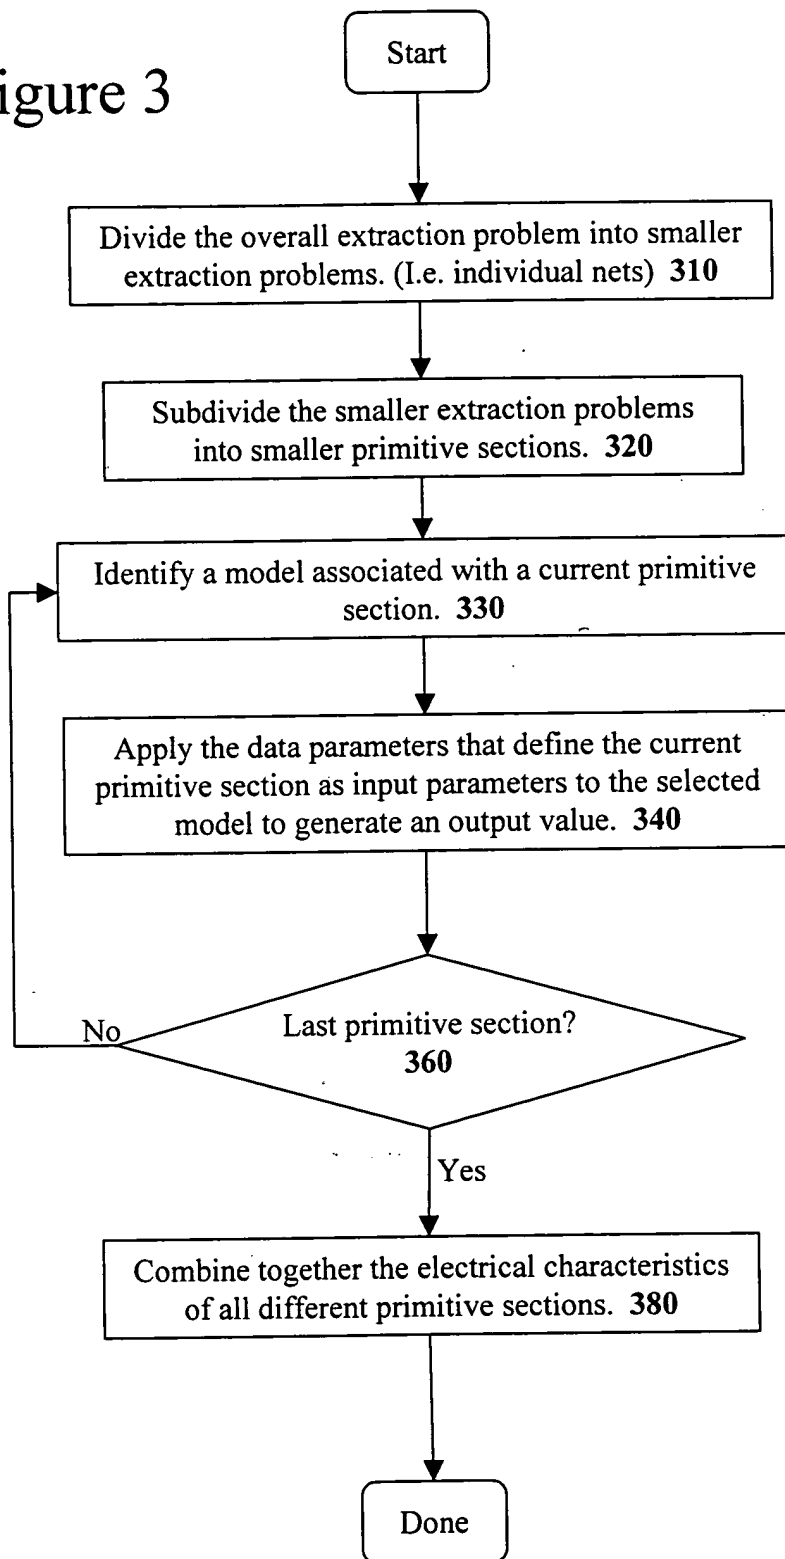 Start
igure 3
Divide the overall extraction problem into smaller
extraction problems. (I.e. individual nets) 310
Subdivide the smaller extraction problems
into smaller primitive sections. 320
Identify a model associated with a current primitive
section. 330
Apply the data parameters that define the current
primitive section as input parameters to the selected
model to generate an output value. 340
No
Last primitive section?
360
Yes
Combine together the electrical characteristics
of all different primitive sections. 380
Done